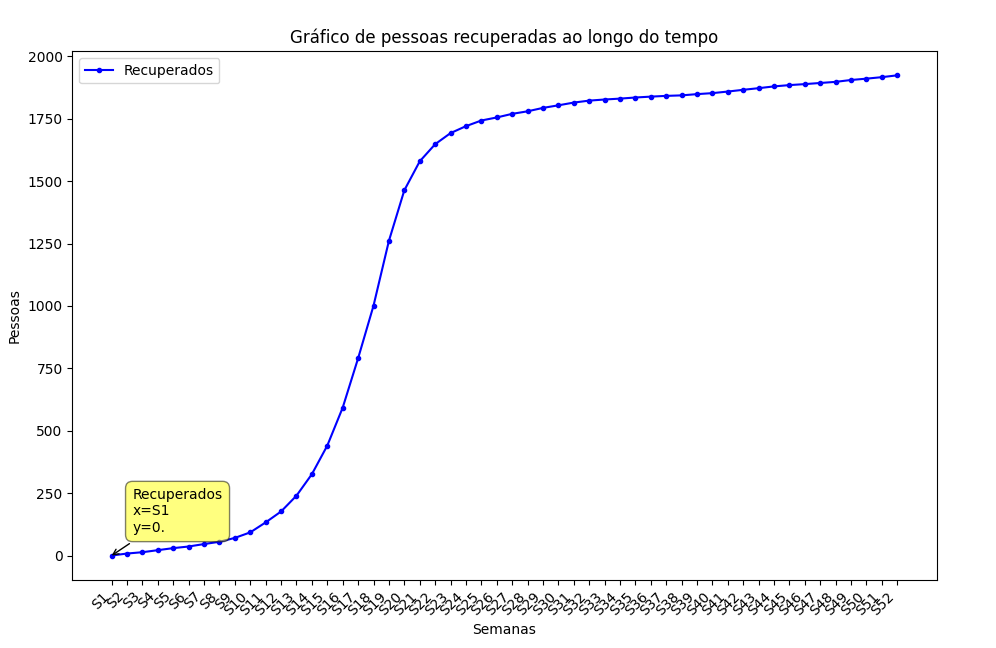 Gráfico de pessoas recuperadas ao longo do tempo
Recuperados
2000
1750
1500
1250
1000
750
500
250
0
Pessoas
Recuperados
x=S1
y=0.
S1 S2 S3 S4 S5 S6 S7 S8 S9 S10 S11 S12 S13 S14 S15 S16 S17 S18 S19 S20 S21 S22 S23 S24 S25 S26 S27 S28 S29 S30 S31 S32 S33 S34 S35 S36 S37 S38 S39 S40 S41 S42 S43 S44 S45 S46 S47 S48 S49 S50 S51 S52
Semanas